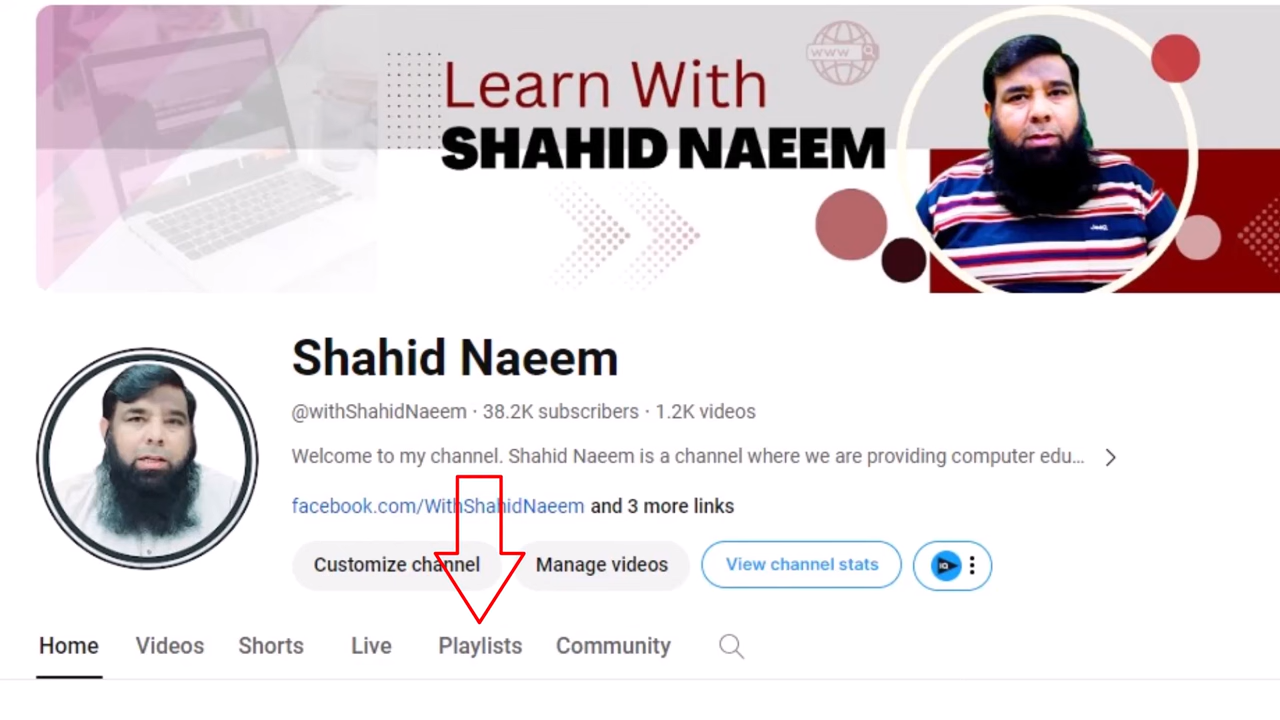 www
Learn With
SHAHID NAEEM
Shahid Naeem
@withShahidNaeem · 38.2K subscribers · 1.2K videos
Welcome to my channel. Shahid Naeem is a channel where we are providing computer edu...
facebook.com/WithShahidNaeem and 3 more links
Customize channel Manage videos View channel stats IQ
Home Videos Shorts Live Playlists Community